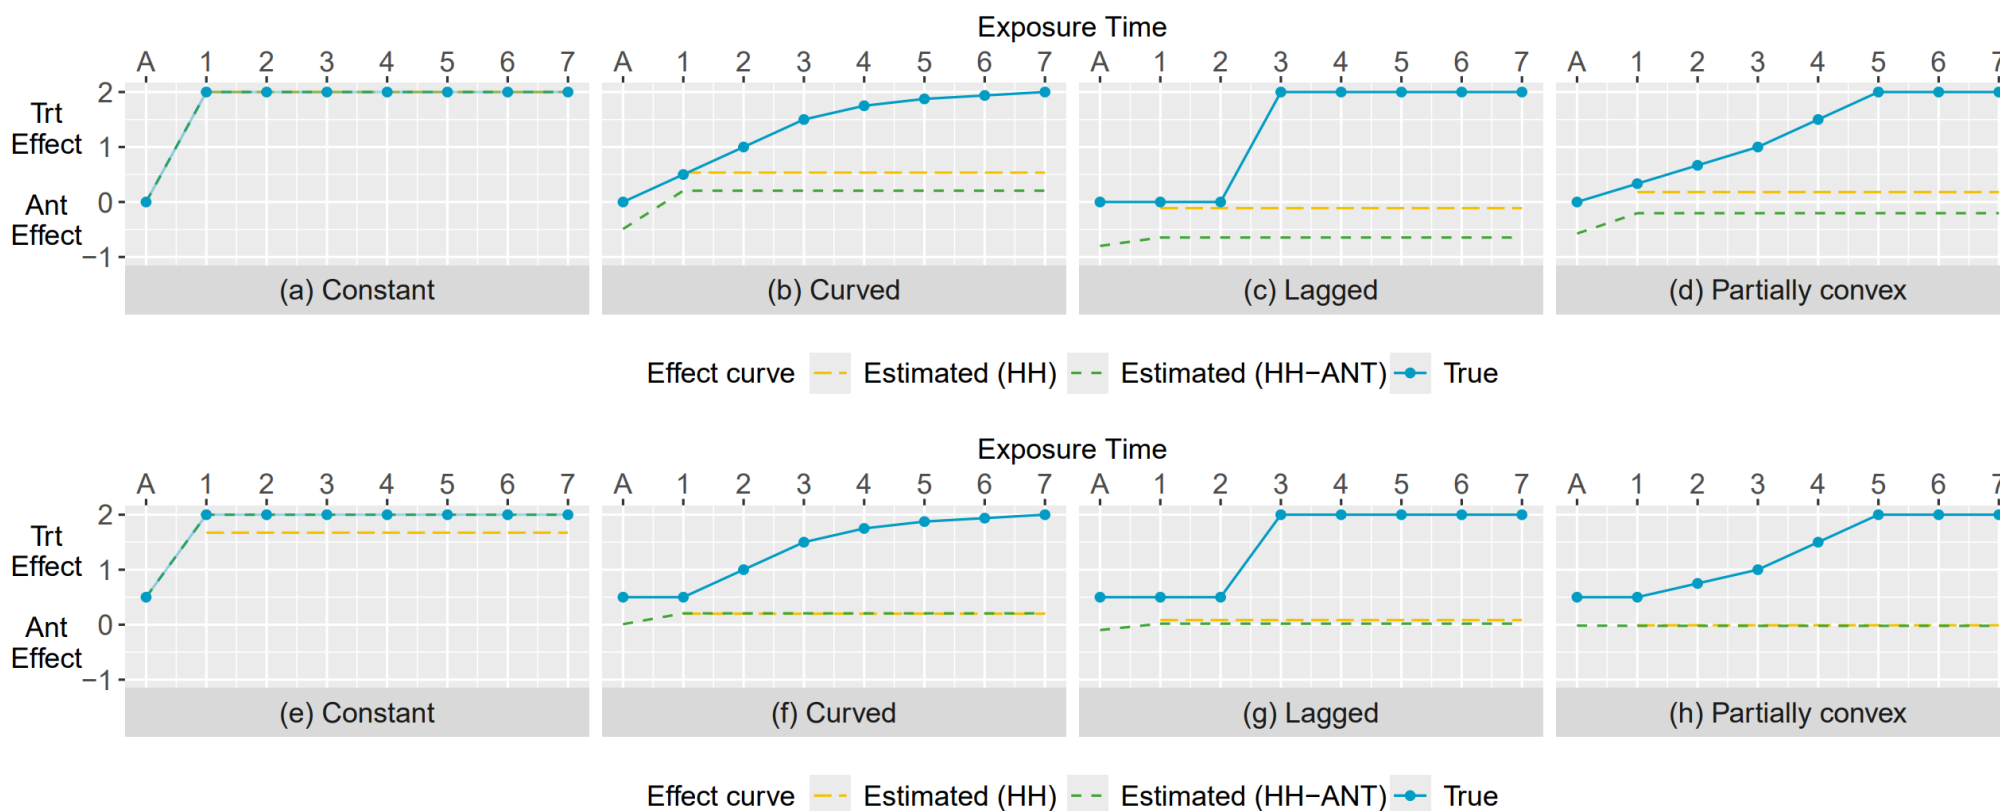 Exposure Time
A 1 2 3 4 5 6 7 A 1 2 3 4 5 6 7 A 1 2 3 4 5 6 7 A 1 2 3 4 5 6 7
2
Trt
Effect
1
Ant
Effect
0
−1
(a) Constant (b) Curved (c) Lagged (d) Partially convex
Effect curve Estimated (HH) Estimated (HH−ANT) True
Exposure Time
A 1 2 3 4 5 6 7 A 1 2 3 4 5 6 7 A 1 2 3 4 5 6 7 A 1 2 3 4 5 6 7
2
Trt
Effect
1
Ant
Effect
0
−1
(e) Constant (f) Curved (g) Lagged (h) Partially convex
Effect curve Estimated (HH) Estimated (HH−ANT) True